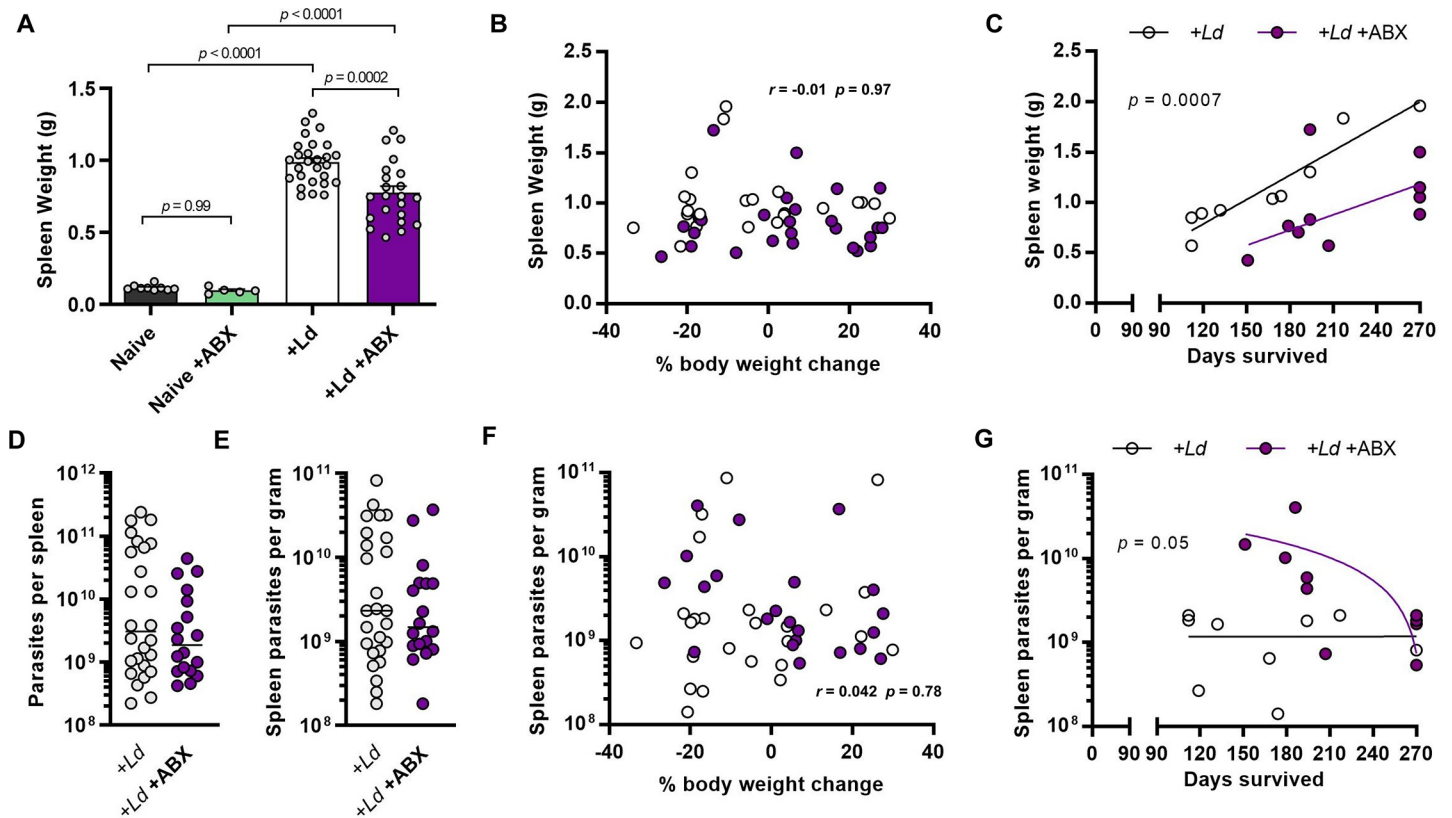 A
p < 0.0001
p < 0.0001
p = 0.0002
p = 0.99
Spleen Weight (g)
1.5
1.0
0.5
0.0
Naive
Naive +ABX
+Ld
+Ld +ABX
B
Spleen Weight (g)
2.5
2.0
1.5
1.0
0.5
0.0
r = -0.01 p = 0.97
-40 -20 0 20 40
% body weight change
C
+Ld +Ld +ABX
Spleen weight (g)
2.5
2.0
1.5
1.0
0.5
0.0
p = 0.0007
0 90 90 120 150 180 210 240 270
Days survived
D
Parasites per spleen
10^12
10^11
10^10
10^9
10^8
+Ld
+Ld +ABX
E
Spleen parasites per gram
10^11
10^10
10^9
10^8
+Ld
+Ld +ABX
F
Spleen parasites per gram
10^11
10^10
10^9
10^8
r = 0.042 p = 0.78
-40 -20 0 20 40
% body weight change
G
+Ld +Ld +ABX
Spleen parasites per gram
10^11
10^10
10^9
10^8
p = 0.05
0 90 90 120 150 180 210 240 270
Days survived